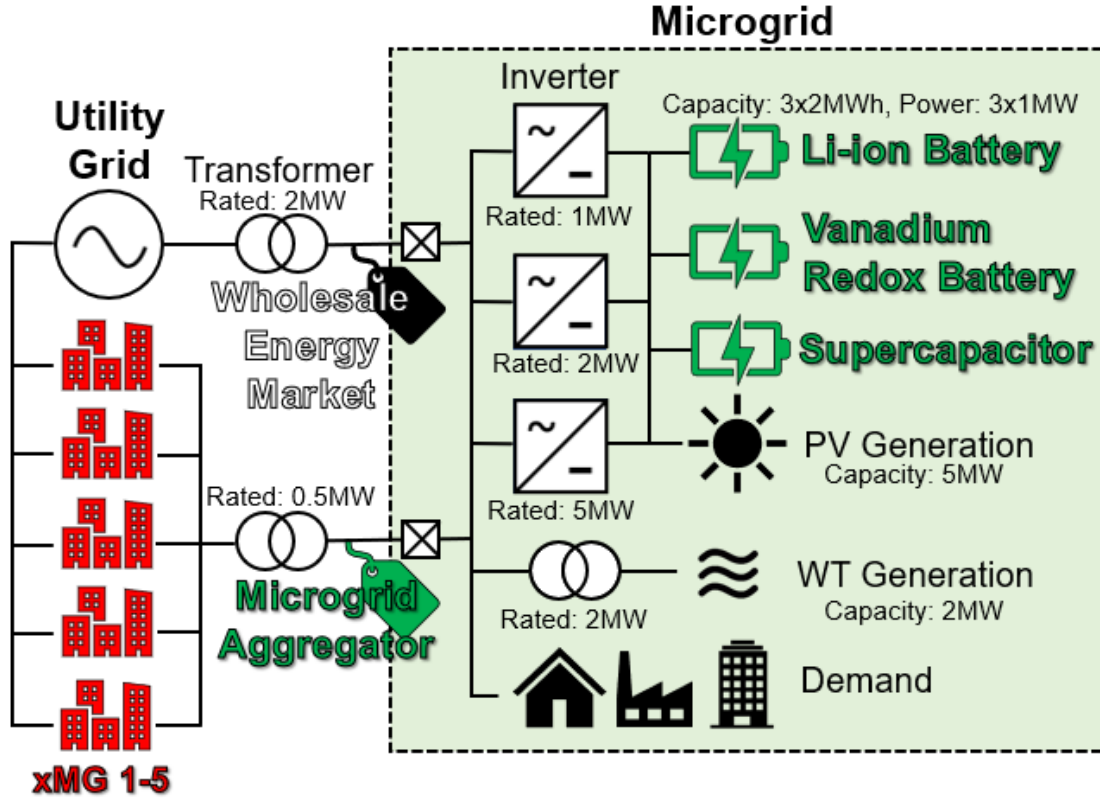 Microgrid
Utility
Grid
Transformer
Rated: 2MW
Wholesale
Energy
Market
Rated: 0.5MW
Microgrid
Aggregator
xMG 1-5
Inverter
Rated: 1MW
Rated: 2MW
Rated: 5MW
Rated: 2MW
Capacity: 3x2MWh, Power: 3x1MW
Li-ion Battery
Vanadium
Redox Battery
Supercapacitor
PV Generation
Capacity: 5MW
WT Generation
Capacity: 2MW
Demand